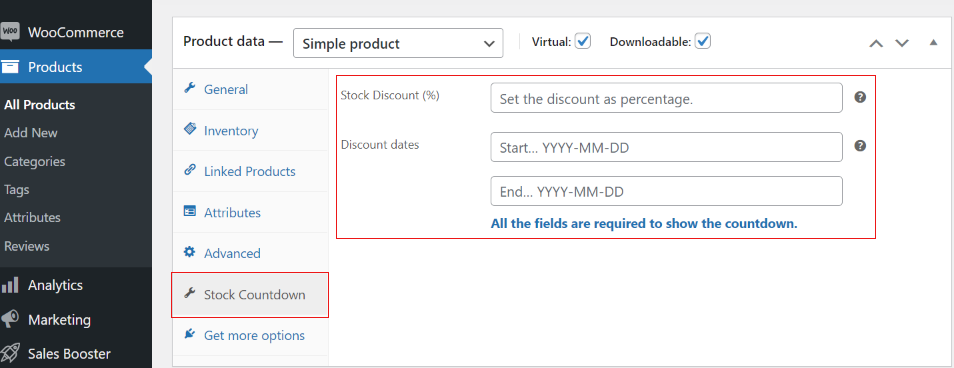 Woo WooCommerce
Products
All Products
Add New
Categories
Tags
Attributes
Reviews
Analytics
Marketing
Sales Booster
Product data — Simple product Virtual: Downloadable:
General
Inventory
Linked Products
Attributes
Advanced
Stock Countdown
Get more options
Stock Discount (%) Set the discount as percentage. ?
Discount dates Start... YYYY-MM-DD ?
End... YYYY-MM-DD
All the fields are required to show the countdown.